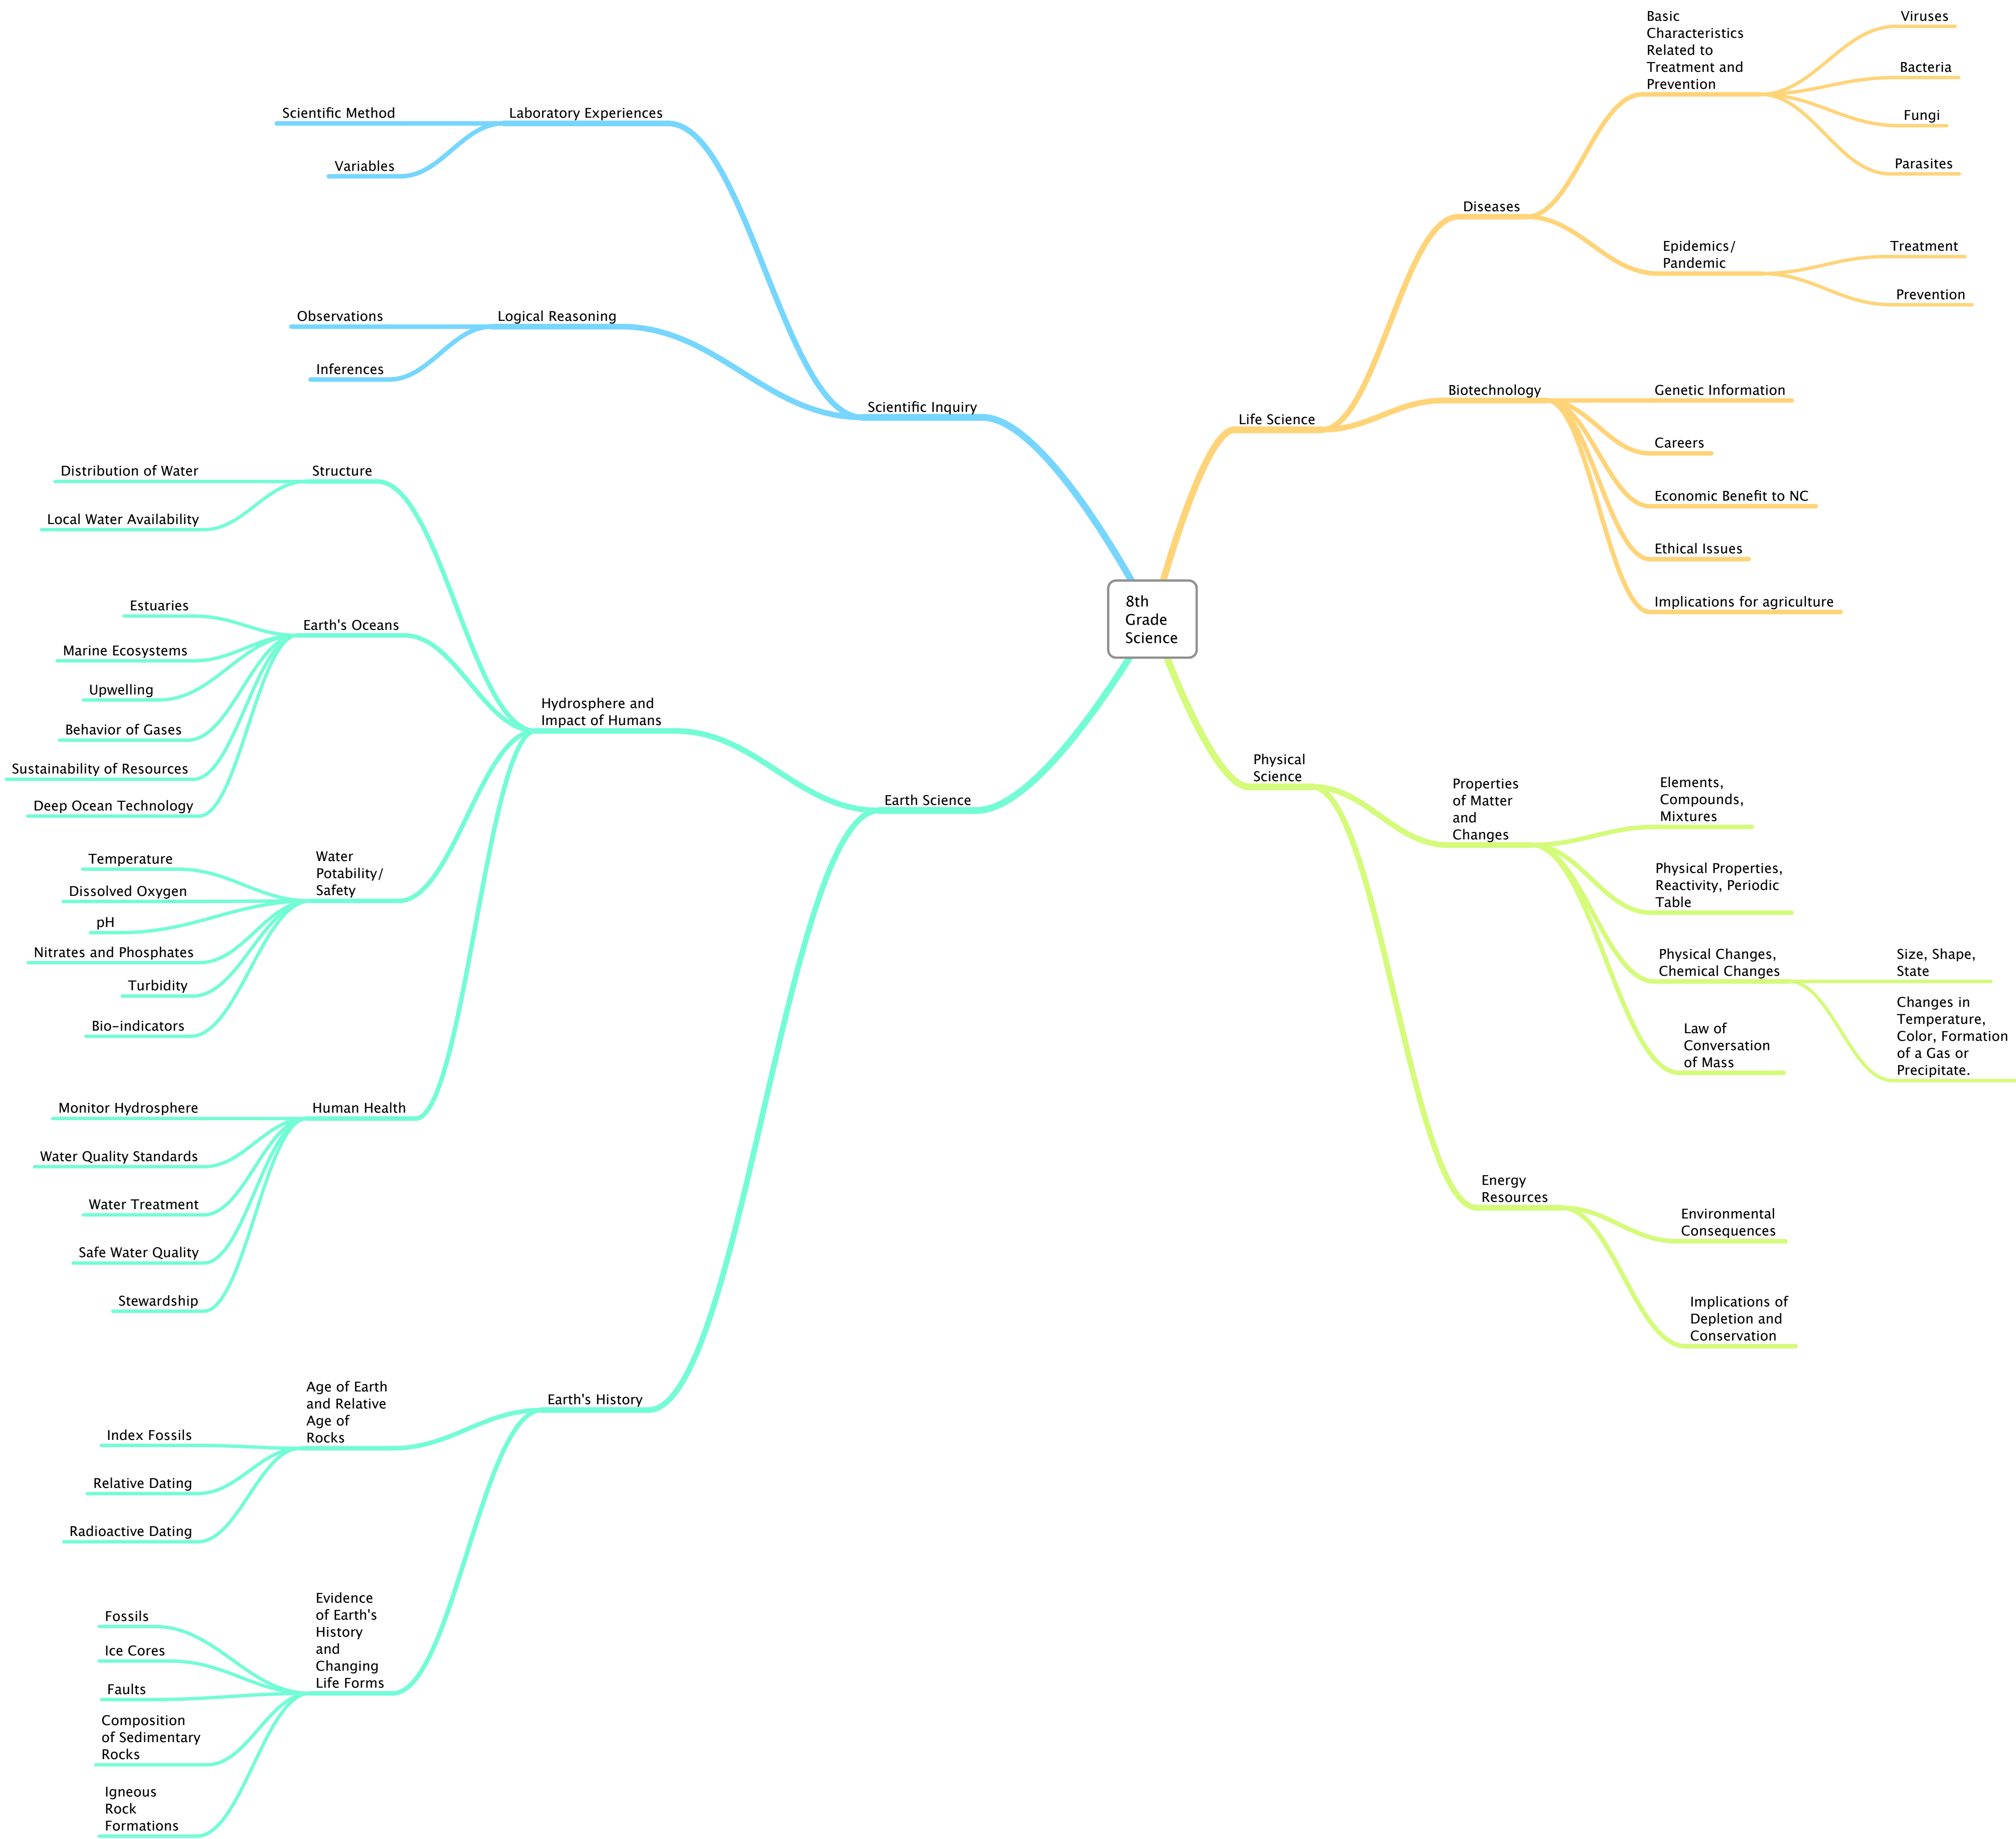 8th
Grade
Science
Scientific Inquiry
Laboratory Experiences
Scientific Method
Variables
Logical Reasoning
Observations
Inferences
Life Science
Diseases
Basic
Characteristics
Related to
Treatment and
Prevention
Viruses
Bacteria
Fungi
Parasites
Epidemics/
Pandemic
Treatment
Prevention
Biotechnology
Genetic Information
Careers
Economic Benefit to NC
Ethical Issues
Implications for agriculture
Earth Science
Hydrosphere and
Impact of Humans
Structure
Distribution of Water
Local Water Availability
Earth's Oceans
Estuaries
Marine Ecosystems
Upwelling
Behavior of Gases
Sustainability of Resources
Deep Ocean Technology
Water
Potability/
Safety
Temperature
Dissolved Oxygen
pH
Nitrates and Phosphates
Turbidity
Bio-indicators
Human Health
Monitor Hydrosphere
Water Quality Standards
Water Treatment
Safe Water Quality
Stewardship
Earth's History
Age of Earth
and Relative
Age of
Rocks
Index Fossils
Relative Dating
Radioactive Dating
Evidence
of Earth's
History
and
Changing
Life Forms
Fossils
Ice Cores
Faults
Composition
of Sedimentary
Rocks
Igneous
Rock
Formations
Physical
Science
Properties
of Matter
and
Changes
Elements,
Compounds,
Mixtures
Physical Properties,
Reactivity, Periodic
Table
Physical Changes,
Chemical Changes
Size, Shape,
State
Changes in
Temperature,
Color, Formation
of a Gas or
Precipitate.
Law of
Conversation
of Mass
Energy
Resources
Environmental
Consequences
Implications of
Depletion and
Conservation